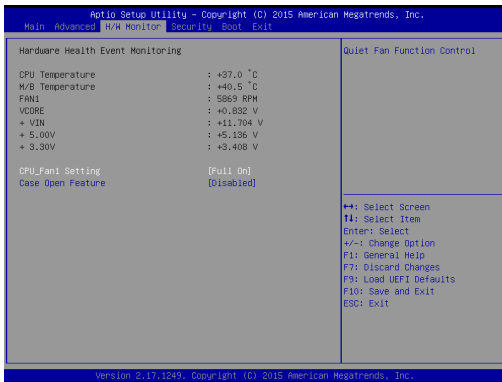 Aptio Setup Utility – Copyright (C) 2015 American Megatrends, Inc.
Main Advanced H/W Monitor Security Boot Exit
Hardware Health Event Monitoring
CPU Temperature : +37.0 °C
M/B Temperature : +40.5 °C
FAN1 : 5869 RPM
VCORE : +0.832 V
+ VIN : +11.704 V
+ 5.00V : +5.136 V
+ 3.30V : +3.408 V
CPU_Fan1 Setting [Full On]
Case Open Feature [Disabled]
Quiet Fan Function Control
↔: Select Screen
↑↓: Select Item
Enter: Select
+/-: Change Option
F1: General Help
F7: Discard Changes
F9: Load UEFI Defaults
F10: Save and Exit
ESC: Exit
Version 2.17.1249. Copyright (C) 2015 American Megatrends, Inc.